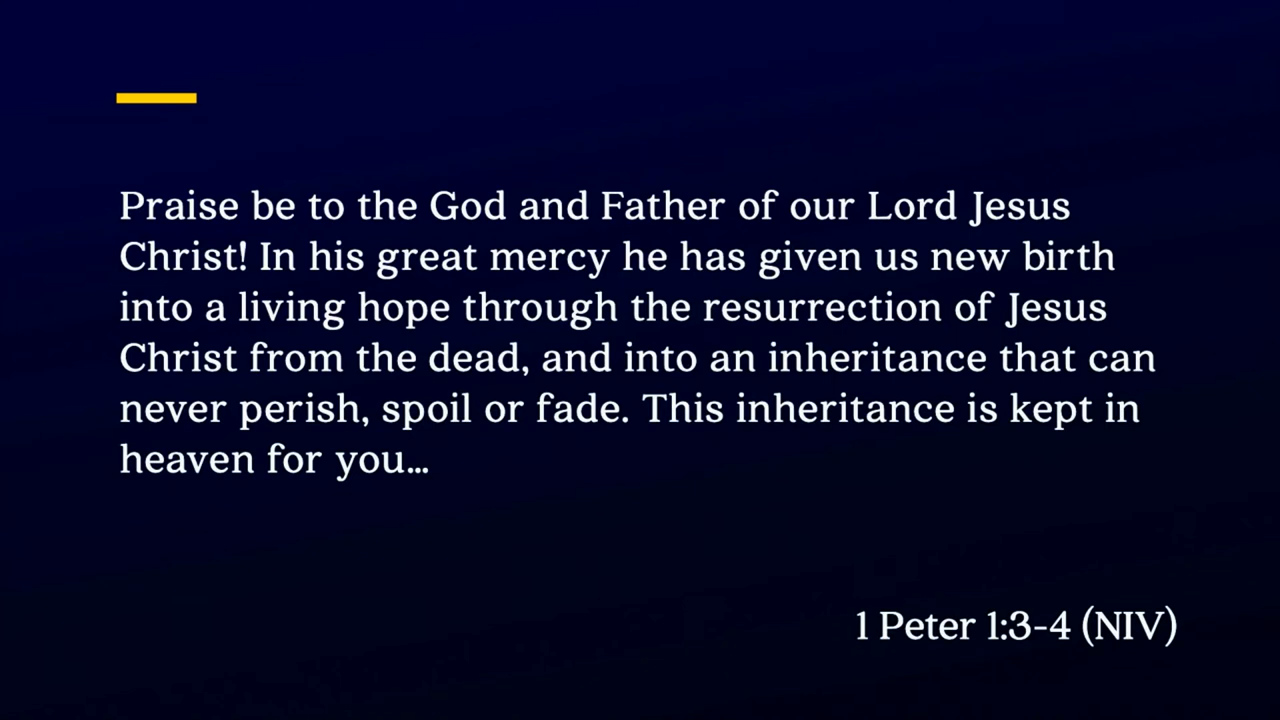 Praise be to the God and Father of our Lord Jesus
Christ! In his great mercy he has given us new birth
into a living hope through the resurrection of Jesus
Christ from the dead, and into an inheritance that can
never perish, spoil or fade. This inheritance is kept in
heaven for you…
1 Peter 1:3-4 (NIV)